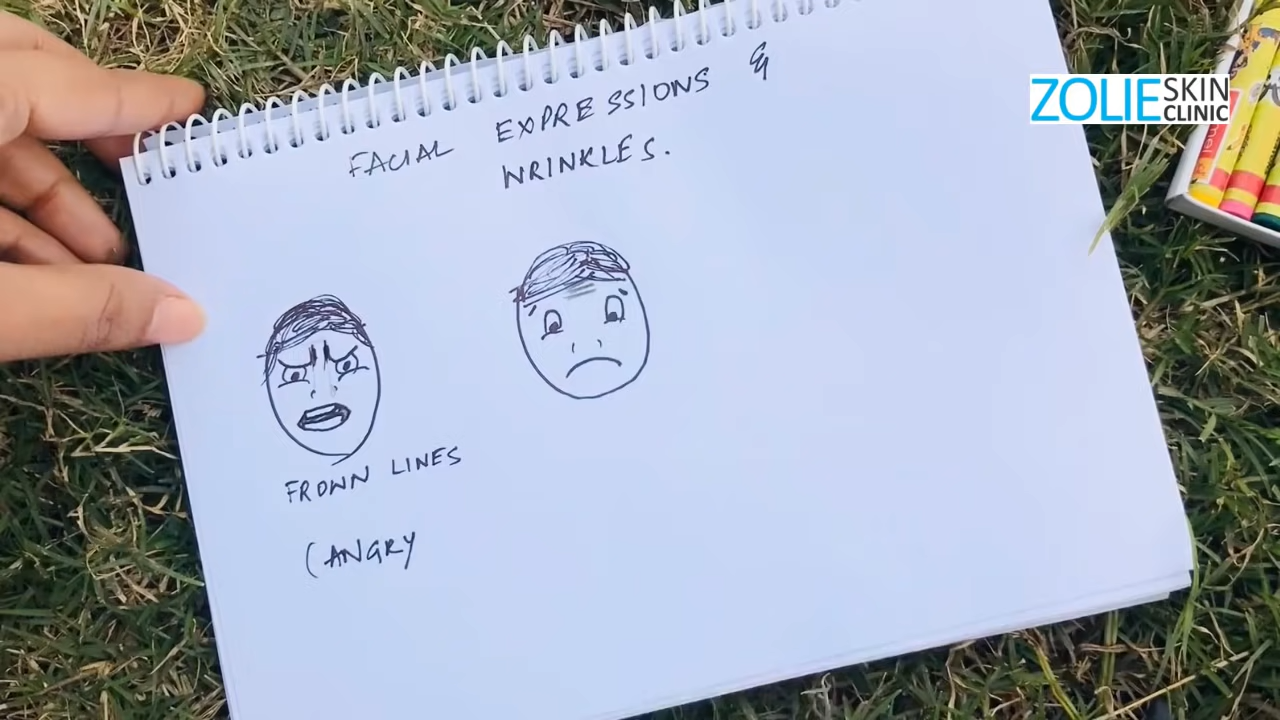 FACIAL EXPRESSIONS &
WRINKLES.
FROWN LINES
(ANGRY
ZOLIE SKIN
CLINIC